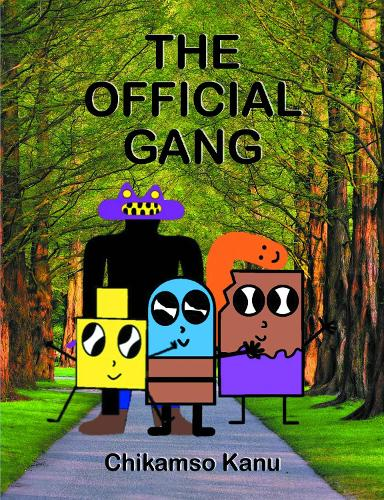 THE
OFFICIAL
GANG
Chikamso Kanu